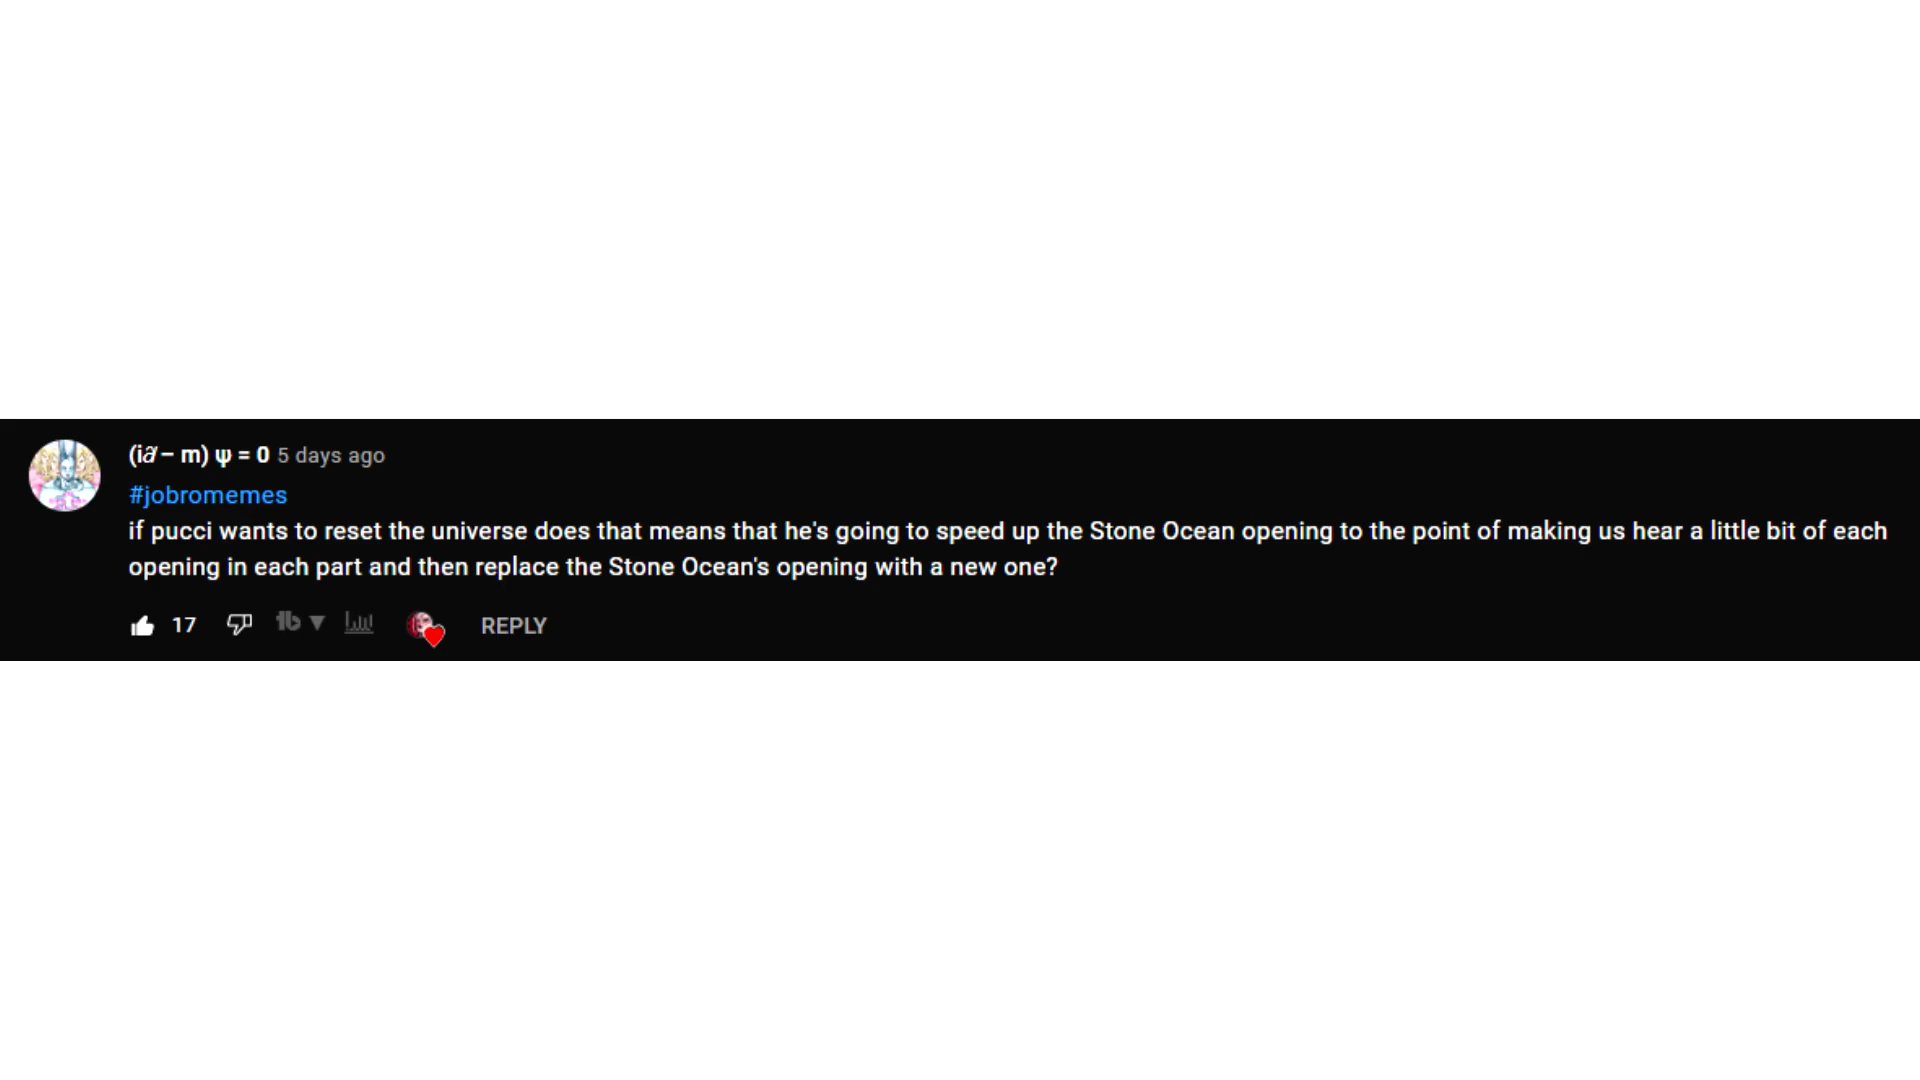 (i∂̸ − m) ψ = 0 5 days ago
#jobromemes
if pucci wants to reset the universe does that means that he's going to speed up the Stone Ocean opening to the point of making us hear a little bit of each
opening in each part and then replace the Stone Ocean's opening with a new one?
17 REPLY